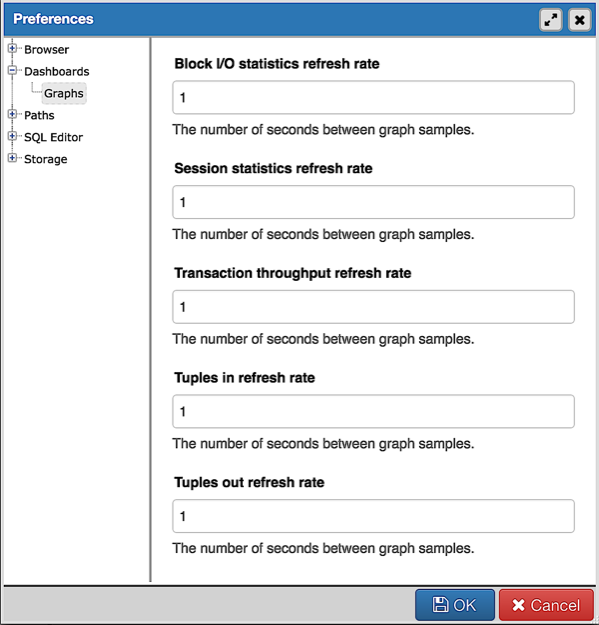 Preferences
Browser
Dashboards
Graphs
Paths
SQL Editor
Storage
Block I/O statistics refresh rate
1
The number of seconds between graph samples.
Session statistics refresh rate
1
The number of seconds between graph samples.
Transaction throughput refresh rate
1
The number of seconds between graph samples.
Tuples in refresh rate
1
The number of seconds between graph samples.
Tuples out refresh rate
1
The number of seconds between graph samples.
OK
Cancel